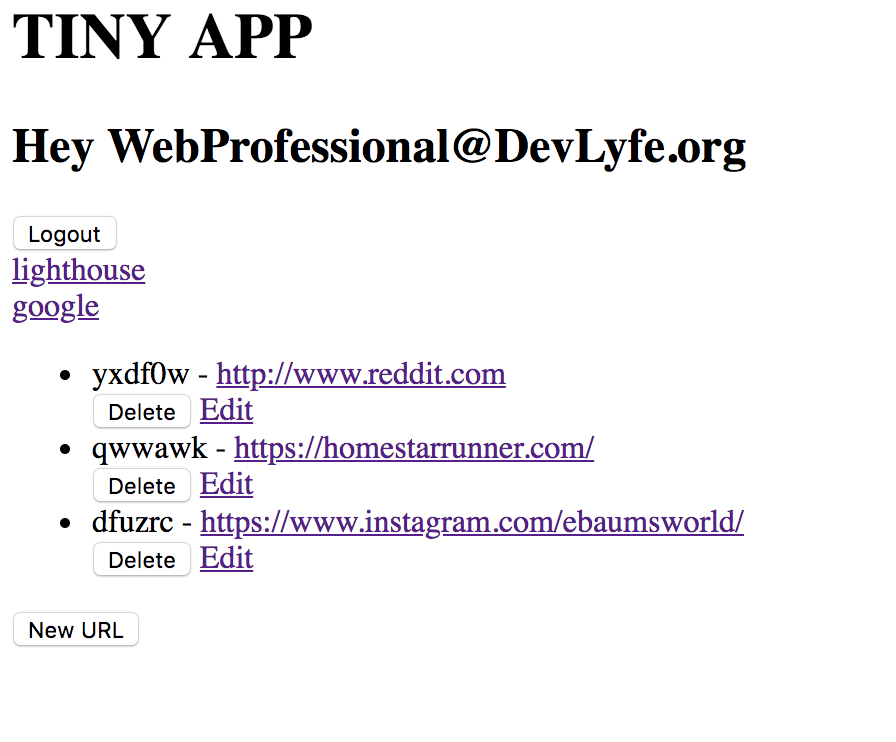 TINY APP
Hey WebProfessional@DevLyfe.org
Logout
lighthouse
google
yxdf0w - http://www.reddit.com
Delete Edit
qwwawk - https://homestarrunner.com/
Delete Edit
dfuzrc - https://www.instagram.com/ebaumsworld/
Delete Edit
New URL